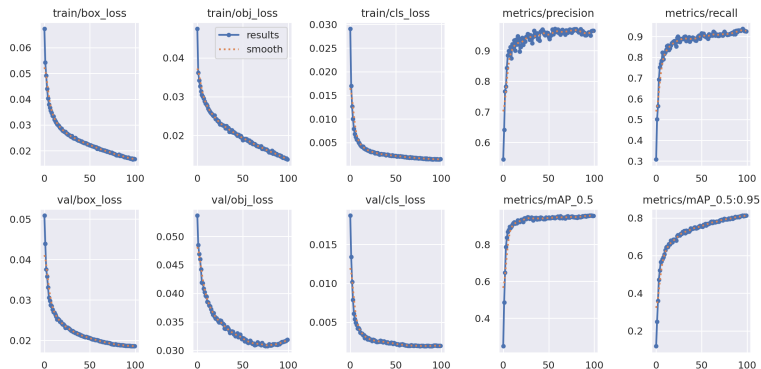 train/box_loss
train/obj_loss
train/cls_loss
metrics/precision
metrics/recall
results
smooth
0.06
0.05
0.04
0.03
0.02
0.04
0.03
0.02
0.030
0.025
0.020
0.015
0.010
0.005
0.9
0.8
0.7
0.6
0.9
0.8
0.7
0.6
0.5
0.4
0.3
0 50 100
0 50 100
0 50 100
0 50 100
0 50 100
val/box_loss
val/obj_loss
val/cls_loss
metrics/mAP_0.5
metrics/mAP_0.5:0.95
0.05
0.04
0.03
0.02
0.050
0.045
0.040
0.035
0.030
0.015
0.010
0.005
0.8
0.6
0.4
0.8
0.6
0.4
0.2
0 50 100
0 50 100
0 50 100
0 50 100
0 50 100